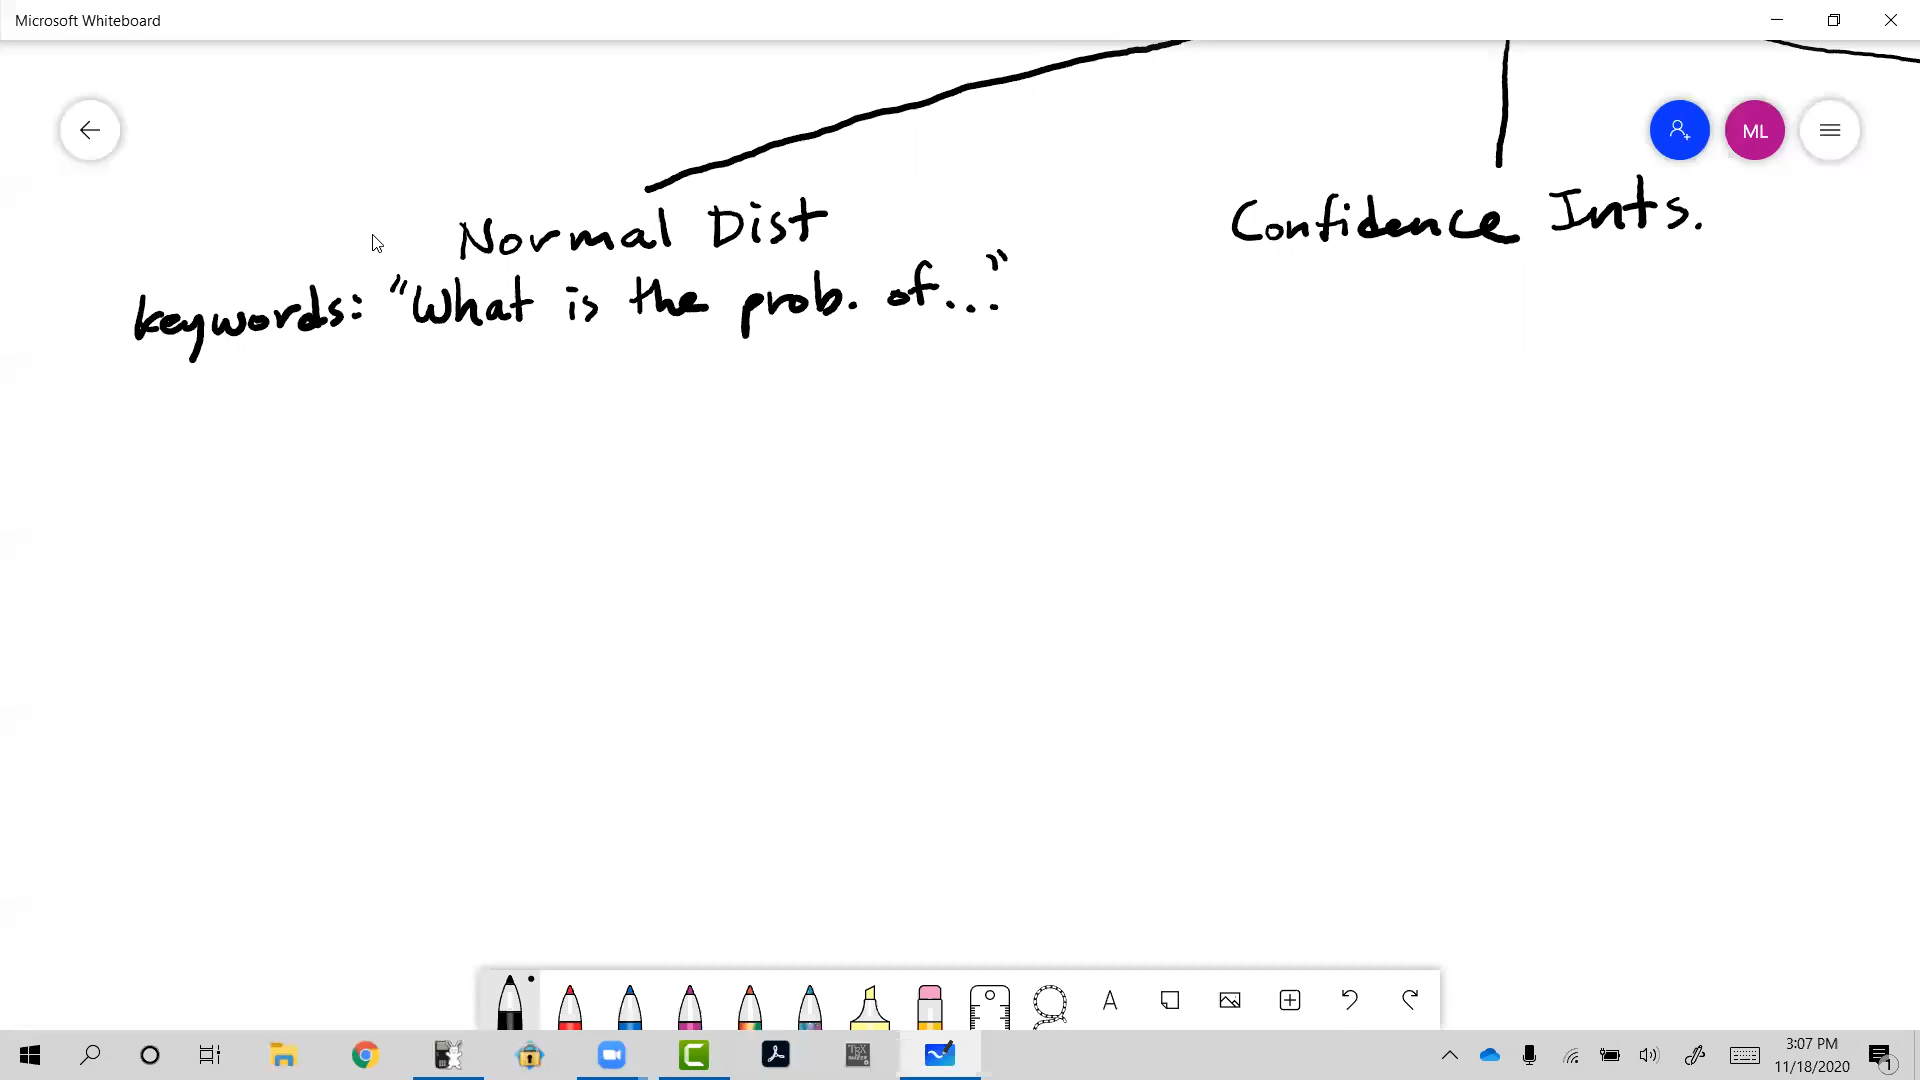 Microsoft Whiteboard
ML
Normal Dist
Confidence Ints.
keywords: "What is the prob. of..."
A
3:07 PM
11/18/2020
1